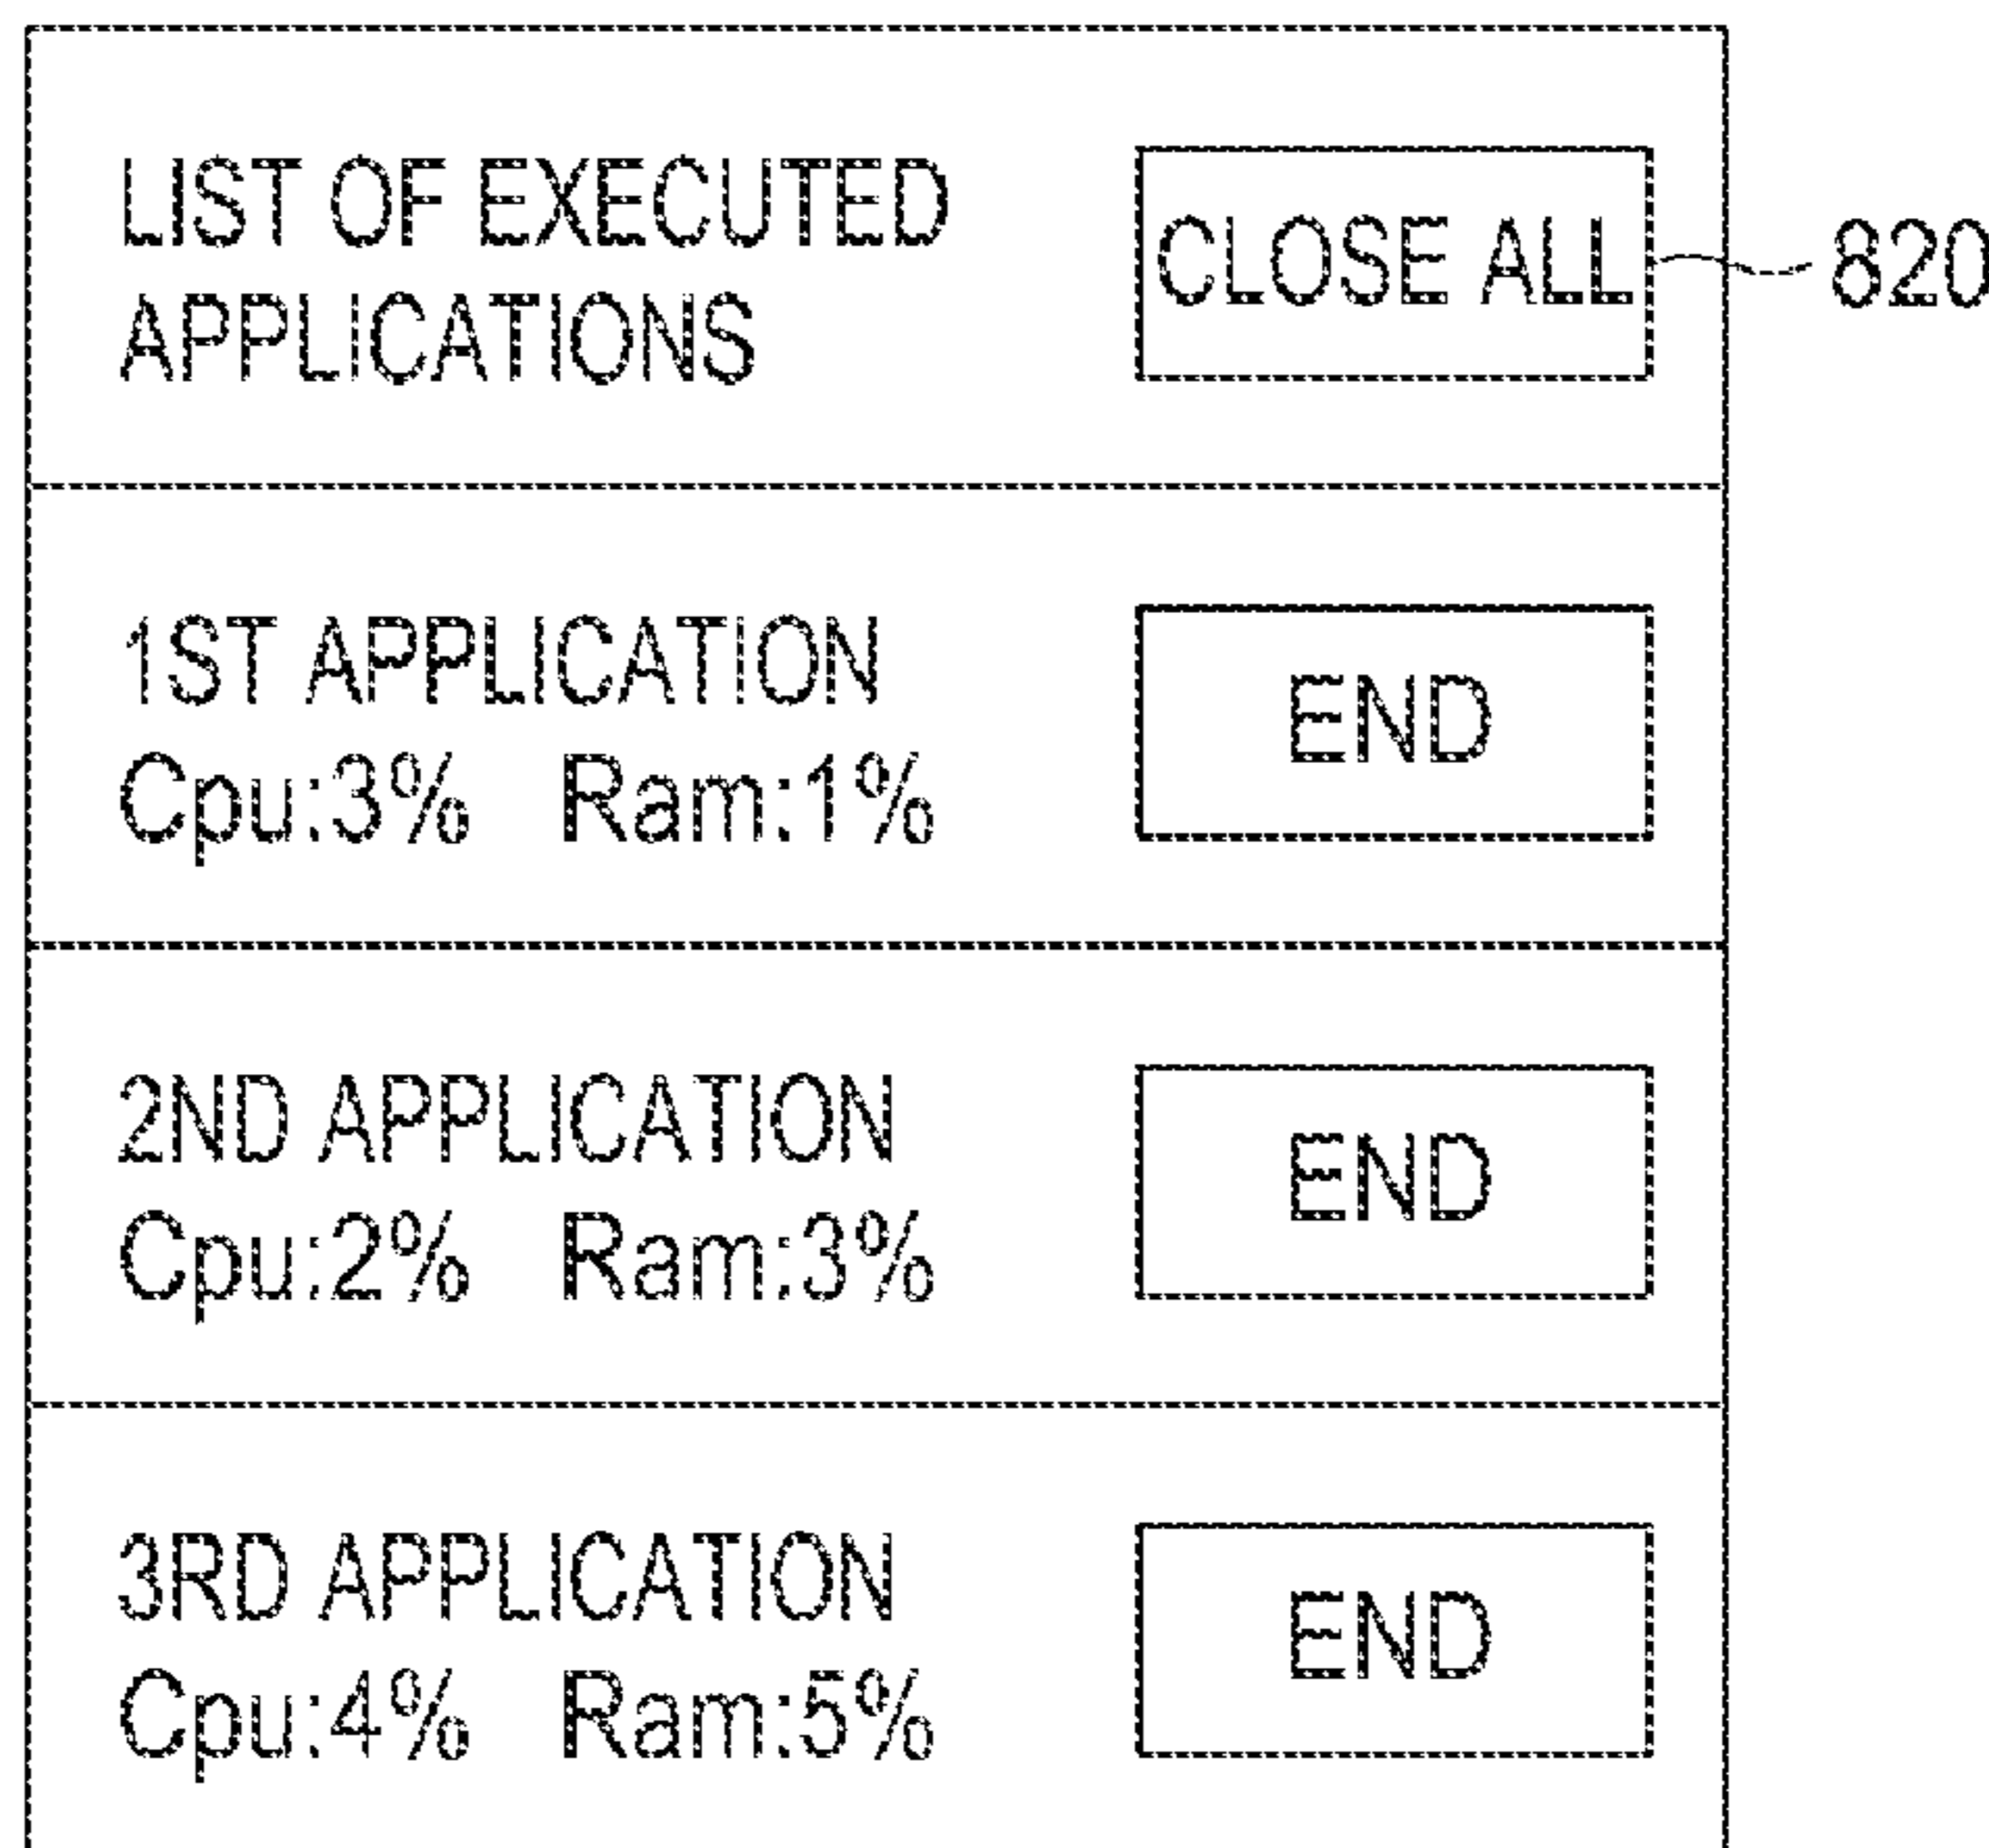 LIST OF EXECUTED
APPLICATIONS
CLOSE ALL
820
1ST APPLICATION
Cpu:3% Ram:1%
END
2ND APPLICATION
Cpu:2% Ram:3%
END
3RD APPLICATION
Cpu:4% Ram:5%
END